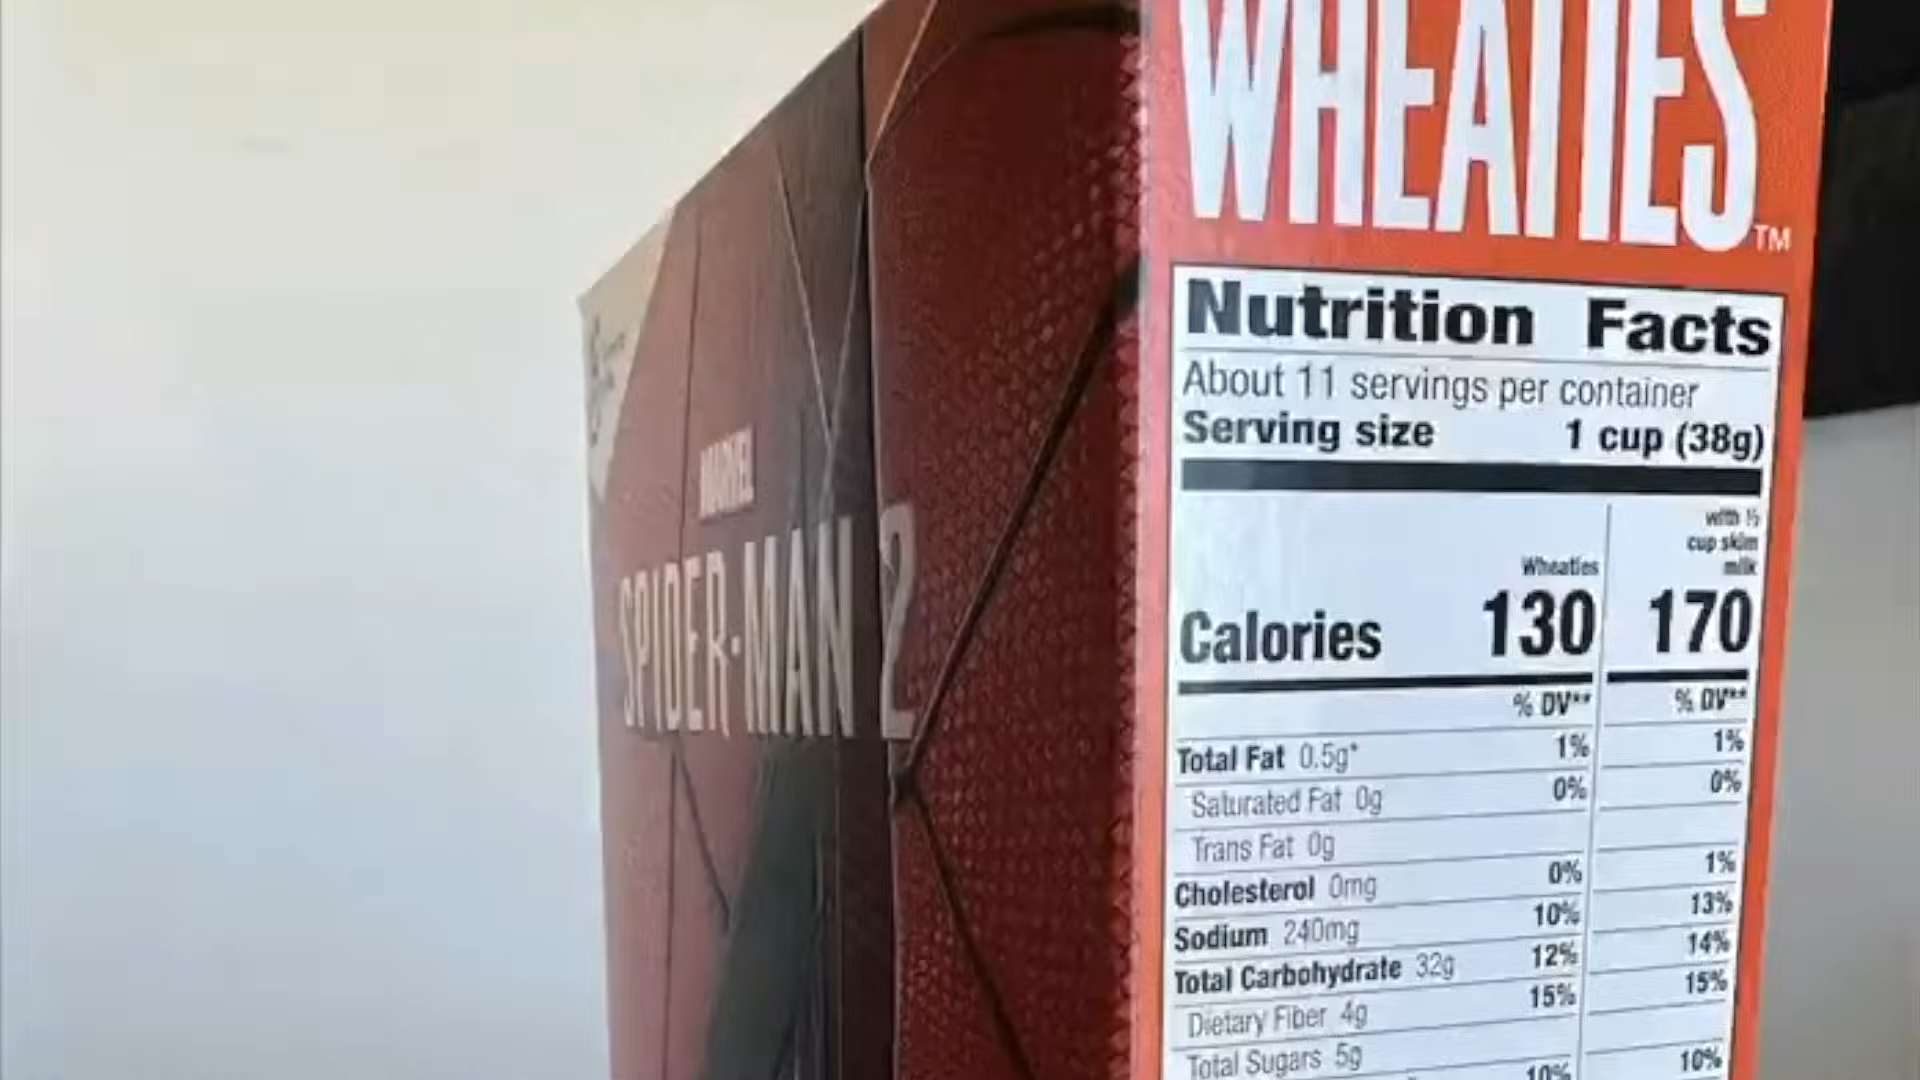 WHEATIES™
Nutrition Facts
About 11 servings per container
Serving size 1 cup (38g)
Wheaties
with ½
cup skim
milk
Calories 130 170
% DV** % DV**
Total Fat 0.5g* 1% 1%
Saturated Fat 0g 0% 0%
Trans Fat 0g
Cholesterol 0mg 0% 1%
Sodium 240mg 10% 13%
Total Carbohydrate 32g 12% 14%
Dietary Fiber 4g 15% 15%
Total Sugars 5g
10% 10%
MARVEL
SPIDER-MAN 2